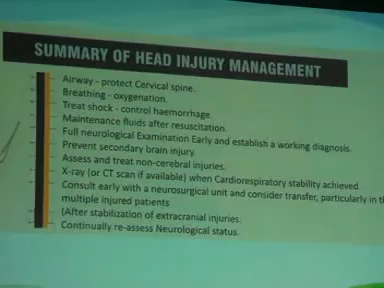 SUMMARY OF HEAD INJURY MANAGEMENT
Airway - protect Cervical spine.
Breathing - oxygenation.
Treat shock - control haemorrhage.
Maintenance fluids after resuscitation.
Full neurological Examination Early and establish a working diagnosis.
Prevent secondary brain injury.
Assess and treat non-cerebral injuries.
X-ray (or CT scan if available) when Cardiorespiratory stability achieved.
Consult early with a neurosurgical unit and consider transfer, particularly in
multiple injured patients
(After stabilization of extracranial injuries.
Continually re-assess Neurological status.